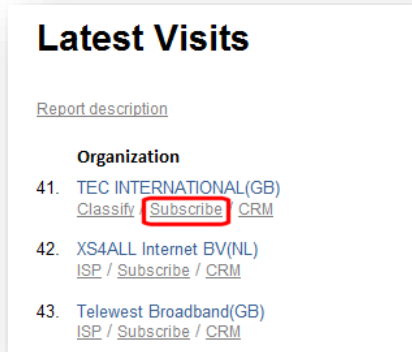 Latest Visits
Report description
Organization
41. TEC INTERNATIONAL(GB)
Classify / Subscribe / CRM
42. XS4ALL Internet BV(NL)
ISP / Subscribe / CRM
43. Telewest Broadband(GB)
ISP / Subscribe / CRM